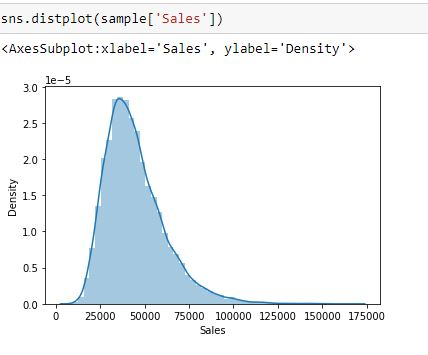 sns.distplot(sample['Sales'])
<AxesSubplot:xlabel='Sales', ylabel='Density'>
1e−5
3.0
2.5
2.0
1.5
1.0
0.5
0.0
Density
0 25000 50000 75000 100000 125000 150000 175000
Sales